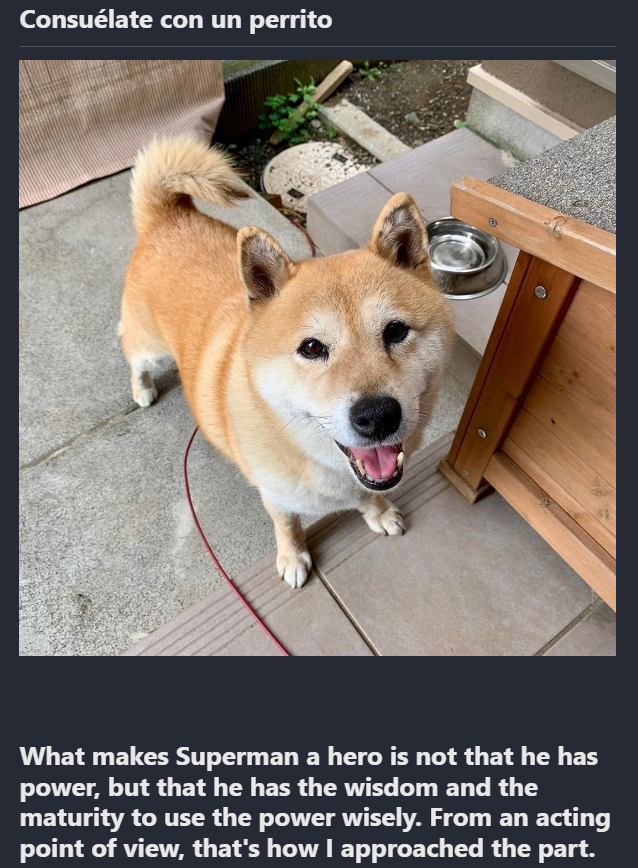 Consuélate con un perrito
What makes Superman a hero is not that he has
power, but that he has the wisdom and the
maturity to use the power wisely. From an acting
point of view, that's how I approached the part.